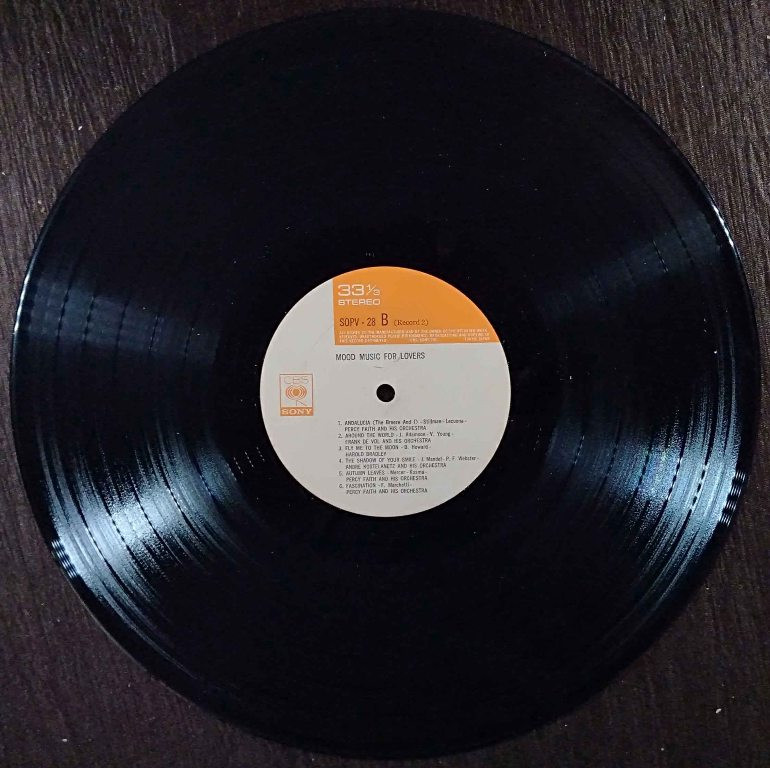 33 1/3
STEREO
SOPV - 28 B (Record 2)
MOOD MUSIC FOR LOVERS
CBS
SONY
1. ANDALUCIA (The Breeze And I) -Stillman- Lecuona-
PERCY FAITH AND HIS ORCHESTRA
2. AROUND THE WORLD - J. Adamson - V. Young -
FRANK DE VOL AND HIS ORCHESTRA
3. FLY ME TO THE MOON - B. Howard-
HAROLD BRADLEY
4. THE SHADOW OF YOUR SMILE - J. Mandel- P. F. Webster -
ANDRE KOSTELANETZ AND HIS ORCHESTRA
5. AUTUMN LEAVES - Mercer - Kosma-
PERCY FAITH AND HIS ORCHESTRA
6. FASCINATION -F. Marchetti-
PERCY FAITH AND HIS ORCHESTRA